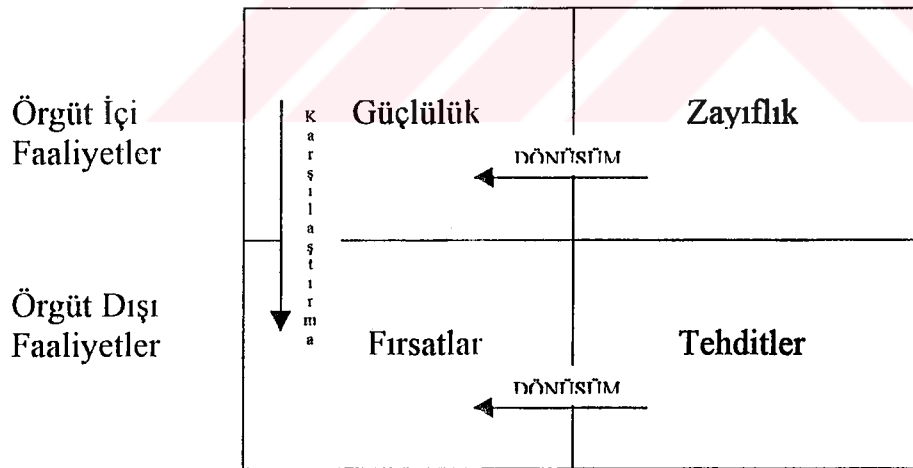 Örgüt İçi
Faaliyetler
Karşılaştırma
Güçlülük
Zayıflık
DÖNÜŞÜM
Örgüt Dışı
Faaliyetler
Fırsatlar
Tehditler
DÖNÜŞÜM